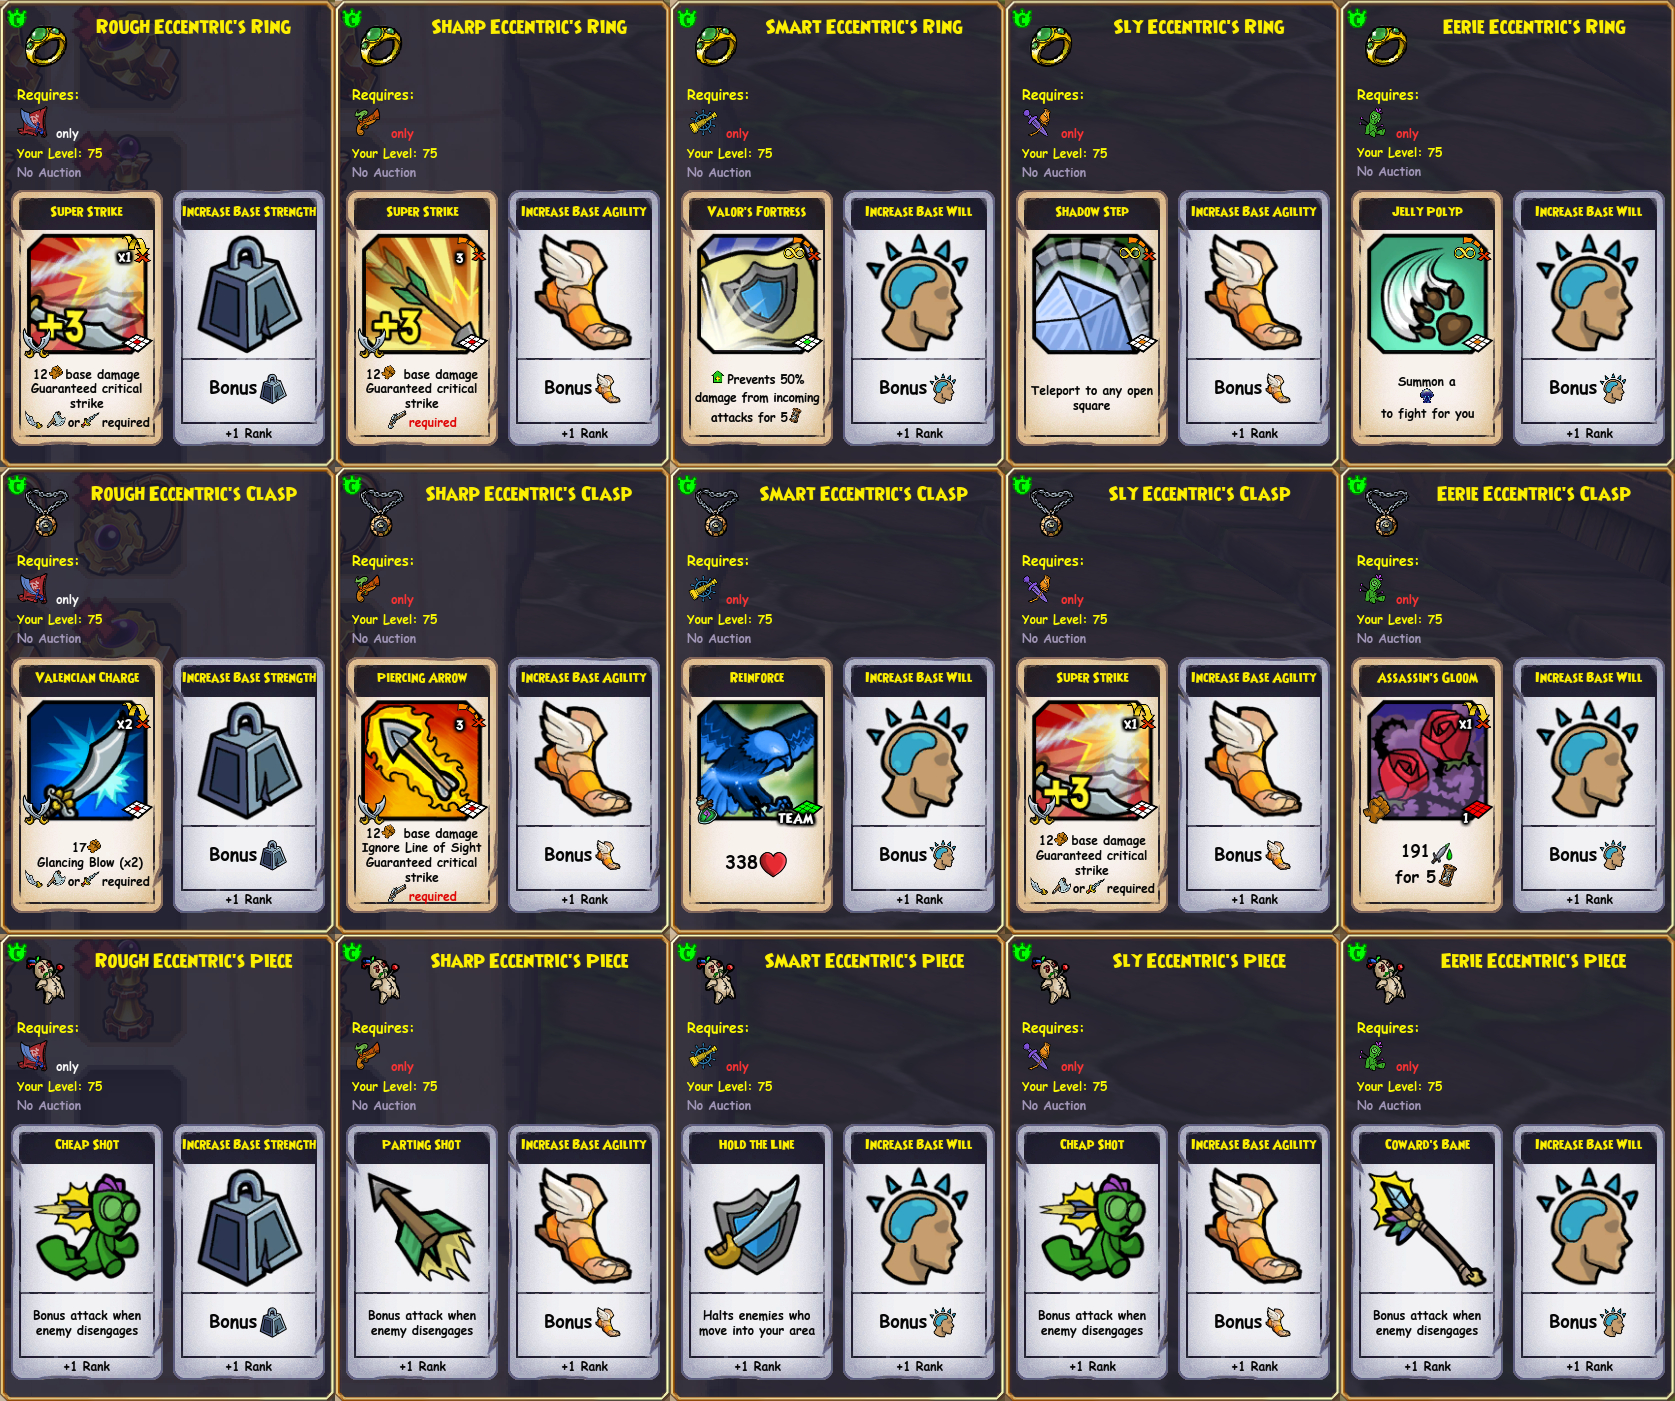 ROUGH ECCENTRIC'S RING
Requires:
only
Your Level: 75
No Auction
SUPER STRIKE
x1
+3
12 base damage
Guaranteed critical
strike
or required
INCREASE BASE STRENGTH
Bonus
+1 Rank
SHARP ECCENTRIC'S RING
Requires:
only
Your Level: 75
No Auction
SUPER STRIKE
3
+3
12 base damage
Guaranteed critical
strike
required
INCREASE BASE AGILITY
Bonus
+1 Rank
SMART ECCENTRIC'S RING
Requires:
only
Your Level: 75
No Auction
VALOR'S FORTRESS
Prevents 50%
damage from incoming
attacks for 5
INCREASE BASE WILL
Bonus
+1 Rank
SLY ECCENTRIC'S RING
Requires:
only
Your Level: 75
No Auction
SHADOW STEP
Teleport to any open
square
INCREASE BASE AGILITY
Bonus
+1 Rank
EERIE ECCENTRIC'S RING
Requires:
only
Your Level: 75
No Auction
JELLY POLYP
Summon a
to fight for you
INCREASE BASE WILL
Bonus
+1 Rank
ROUGH ECCENTRIC'S CLASP
Requires:
only
Your Level: 75
No Auction
VALENCIAN CHARGE
x2
17
Glancing Blow (x2)
or required
INCREASE BASE STRENGTH
Bonus
+1 Rank
SHARP ECCENTRIC'S CLASP
Requires:
only
Your Level: 75
No Auction
PIERCING ARROW
3
12 base damage
Ignore Line of Sight
Guaranteed critical
strike
required
INCREASE BASE AGILITY
Bonus
+1 Rank
SMART ECCENTRIC'S CLASP
Requires:
only
Your Level: 75
No Auction
REINFORCE
TEAM
338
INCREASE BASE WILL
Bonus
+1 Rank
SLY ECCENTRIC'S CLASP
Requires:
only
Your Level: 75
No Auction
SUPER STRIKE
x1
+3
12 base damage
Guaranteed critical
strike
or required
INCREASE BASE AGILITY
Bonus
+1 Rank
EERIE ECCENTRIC'S CLASP
Requires:
only
Your Level: 75
No Auction
ASSASSIN'S GLOOM
x1
1
191
for 5
INCREASE BASE WILL
Bonus
+1 Rank
ROUGH ECCENTRIC'S PIECE
Requires:
only
Your Level: 75
No Auction
CHEAP SHOT
Bonus attack when
enemy disengages
+1 Rank
INCREASE BASE STRENGTH
Bonus
+1 Rank
SHARP ECCENTRIC'S PIECE
Requires:
only
Your Level: 75
No Auction
PARTING SHOT
Bonus attack when
enemy disengages
+1 Rank
INCREASE BASE AGILITY
Bonus
+1 Rank
SMART ECCENTRIC'S PIECE
Requires:
only
Your Level: 75
No Auction
HOLD THE LINE
Halts enemies who
move into your area
+1 Rank
INCREASE BASE WILL
Bonus
+1 Rank
SLY ECCENTRIC'S PIECE
Requires:
only
Your Level: 75
No Auction
CHEAP SHOT
Bonus attack when
enemy disengages
+1 Rank
INCREASE BASE AGILITY
Bonus
+1 Rank
EERIE ECCENTRIC'S PIECE
Requires:
only
Your Level: 75
No Auction
COWARD'S BANE
Bonus attack when
enemy disengages
+1 Rank
INCREASE BASE WILL
Bonus
+1 Rank